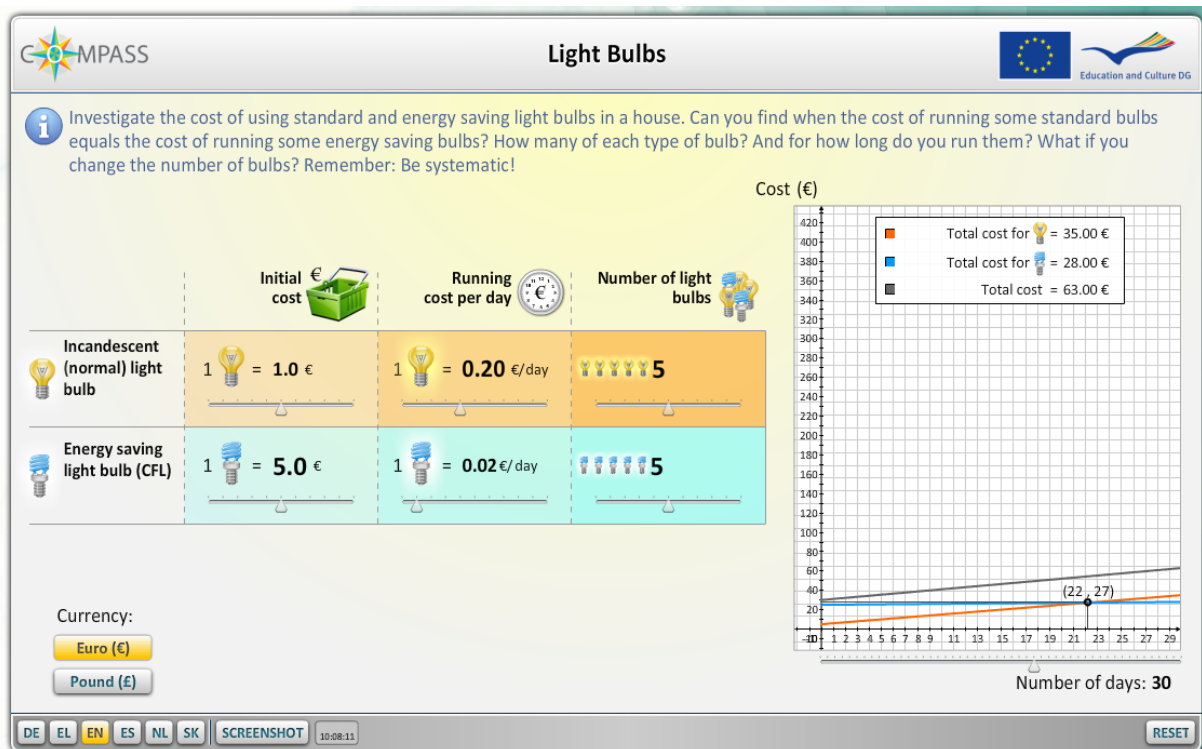 COMPASS
Light Bulbs
Education and Culture DG
i
Investigate the cost of using standard and energy saving light bulbs in a house. Can you find when the cost of running some standard bulbs
equals the cost of running some energy saving bulbs? How many of each type of bulb? And for how long do you run them? What if you
change the number of bulbs? Remember: Be systematic!
Initial cost €
Running cost per day €
Number of light bulbs
Incandescent (normal) light bulb
1 = 1.0 €
1 = 0.20 €/day
5
Energy saving light bulb (CFL)
1 = 5.0 €
1 = 0.02 €/day
5
Cost (€)
Total cost for = 35.00 €
Total cost for = 28.00 €
Total cost = 63.00 €
420
400
380
360
340
320
300
280
260
240
220
200
180
160
140
120
100
80
60
40
20
(22 , 27)
1 2 3 4 5 6 7 8 9 11 13 15 17 19 21 23 25 27 29
Number of days: 30
Currency:
Euro (€)
Pound (£)
DE EL EN ES NL SK SCREENSHOT 10:08:11 RESET